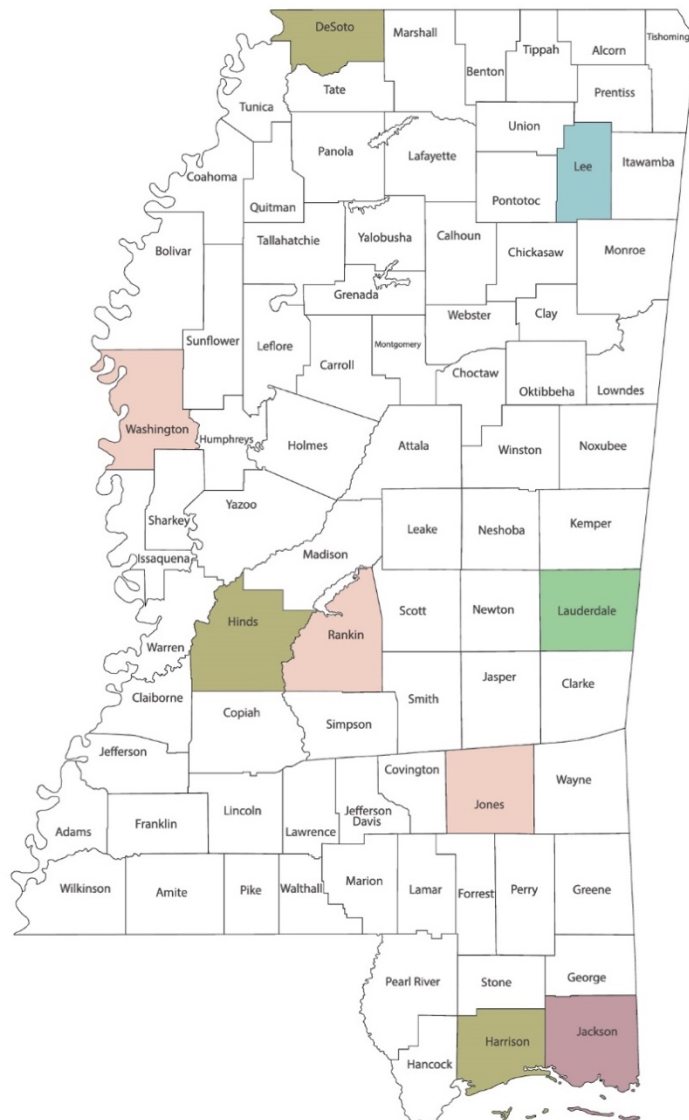 DeSoto
Marshall
Benton
Tippah
Alcorn
Tishoming
Tate
Tunica
Prentiss
Union
Panola
Lafayette
Lee
Itawamba
Coahoma
Quitman
Pontotoc
Bolivar
Tallahatchie
Yalobusha
Calhoun
Chickasaw
Monroe
Grenada
Webster
Clay
Sunflower
Leflore
Carroll
Montgomery
Choctaw
Oktibbeha
Lowndes
Washington
Humphreys
Holmes
Attala
Winston
Noxubee
Yazoo
Sharkey
Leake
Neshoba
Kemper
Issaquena
Madison
Hinds
Rankin
Scott
Newton
Lauderdale
Warren
Claiborne
Copiah
Simpson
Smith
Jasper
Clarke
Jefferson
Covington
Wayne
Adams
Franklin
Lincoln
Lawrence
Jefferson
Davis
Jones
Wilkinson
Amite
Pike
Walthall
Marion
Lamar
Forrest
Perry
Greene
Pearl River
Stone
George
Hancock
Harrison
Jackson